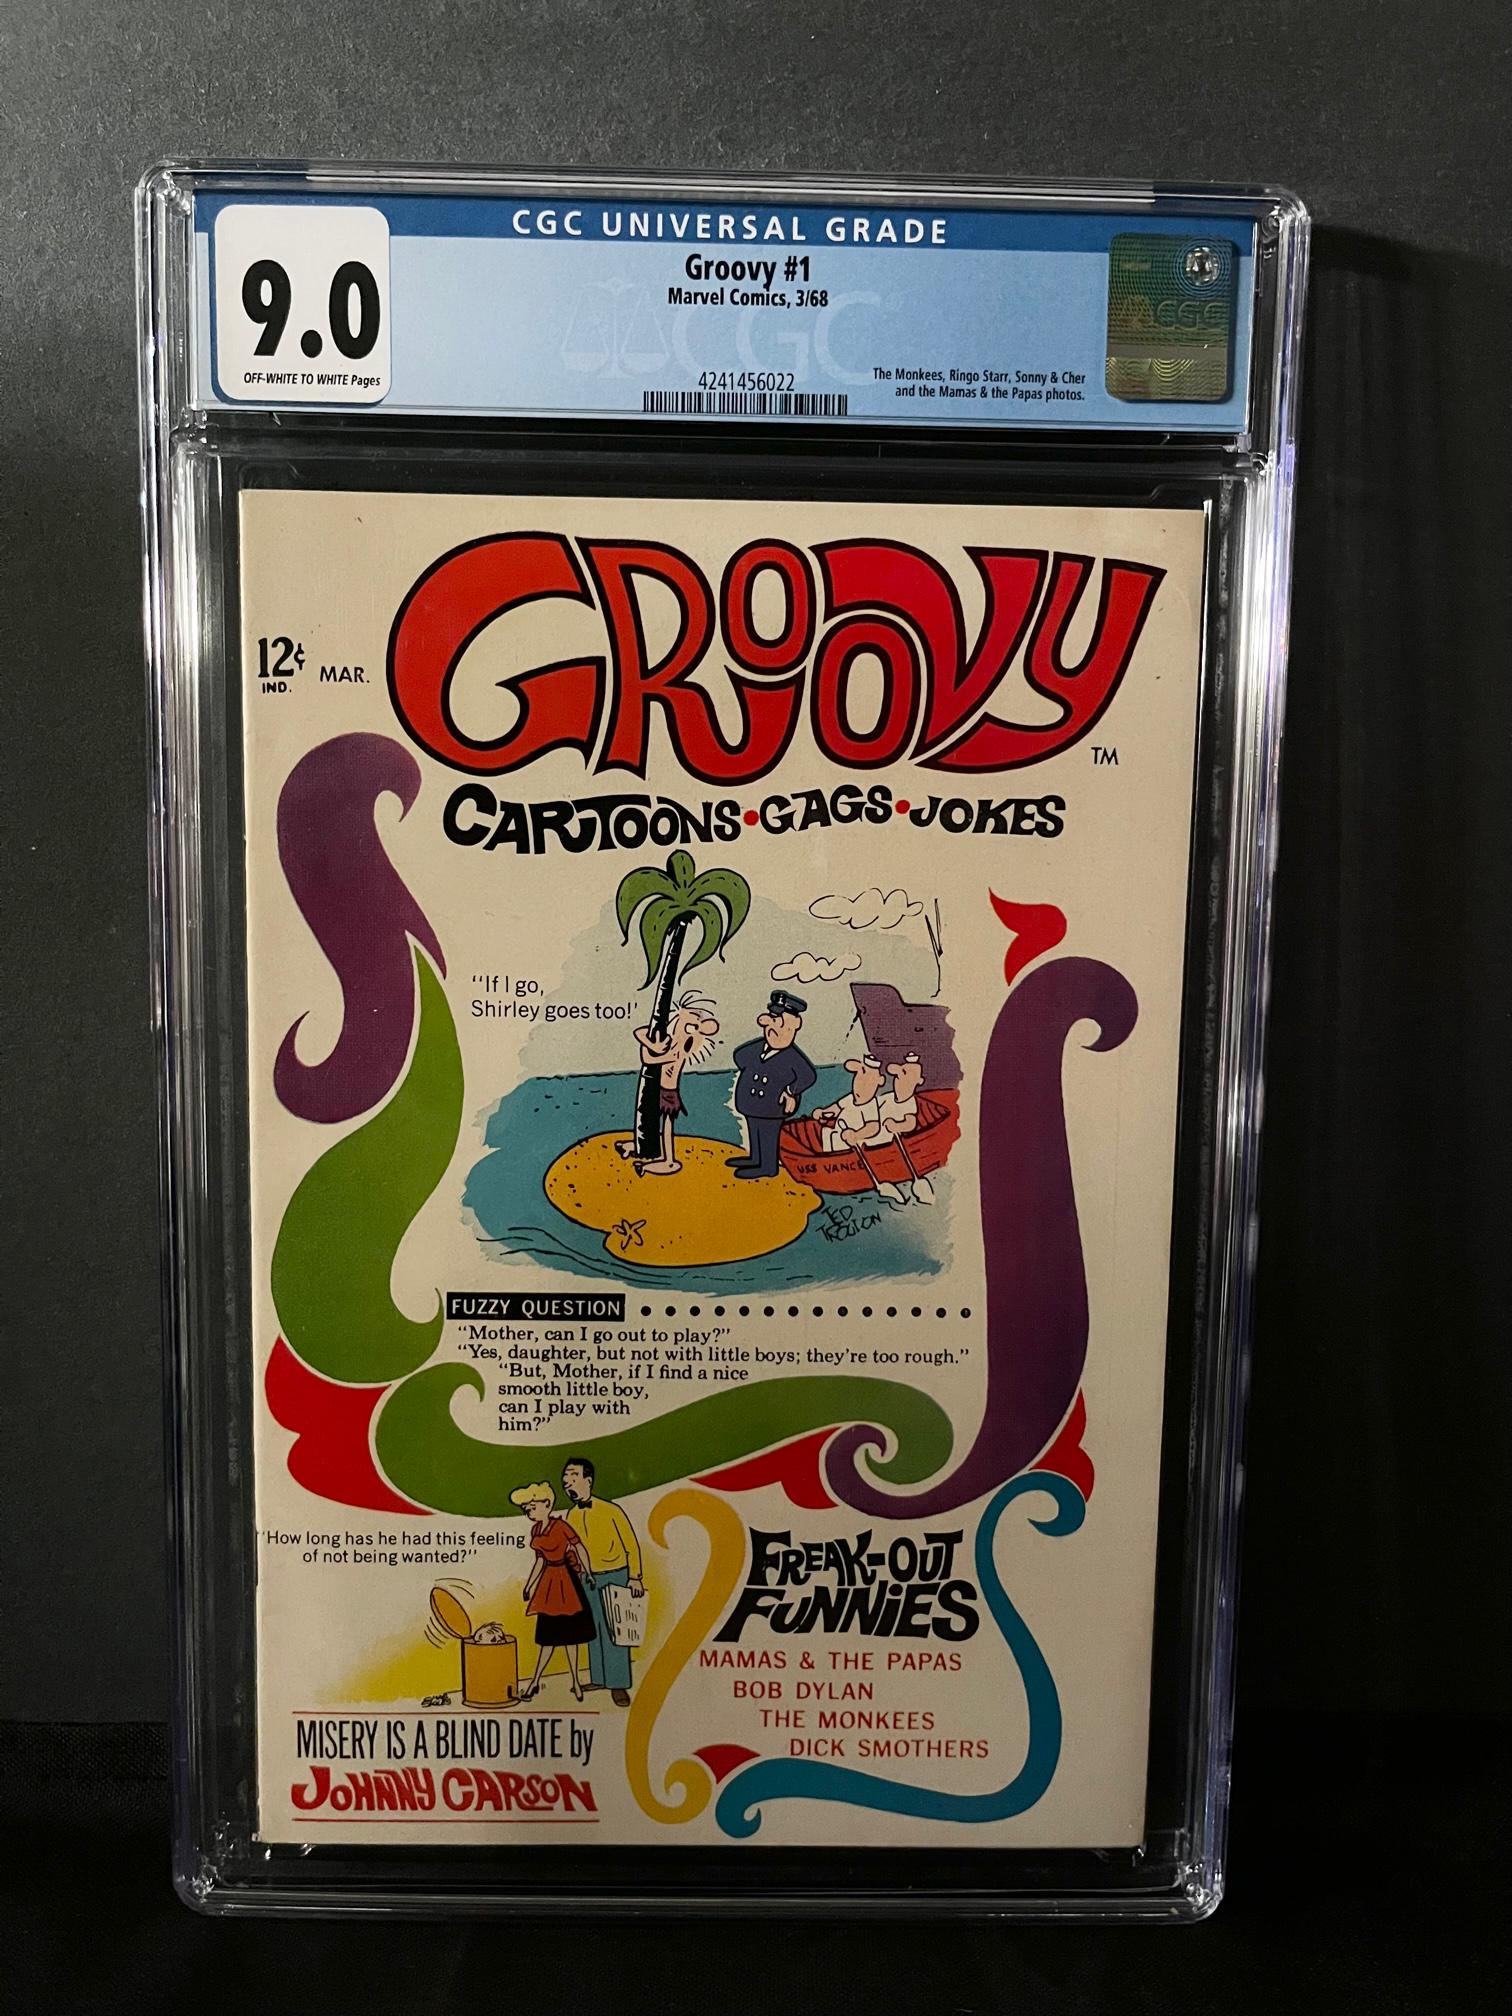 CGC UNIVERSAL GRADE
9.0
OFF-WHITE TO WHITE Pages
Groovy #1
Marvel Comics, 3/68
CGC
4241456022
The Monkees, Ringo Starr, Sonny & Cher
and the Mamas & the Papas photos.
CGC
12¢
IND.
MAR.
GROOVY
TM
CARTOONS•GAGS•JOKES
"If I go,
Shirley goes too!'
USS VANCE
TED
TROUTON
FUZZY QUESTION
"Mother, can I go out to play?"
"Yes, daughter, but not with little boys; they're too rough."
"But, Mother, if I find a nice
smooth little boy,
can I play with
him?"
"How long has he had this feeling
of not being wanted?"
MISERY IS A BLIND DATE by
JOHNNY CARSON
FREAK-OUT
FUNNIES
MAMAS & THE PAPAS
BOB DYLAN
THE MONKEES
DICK SMOTHERS